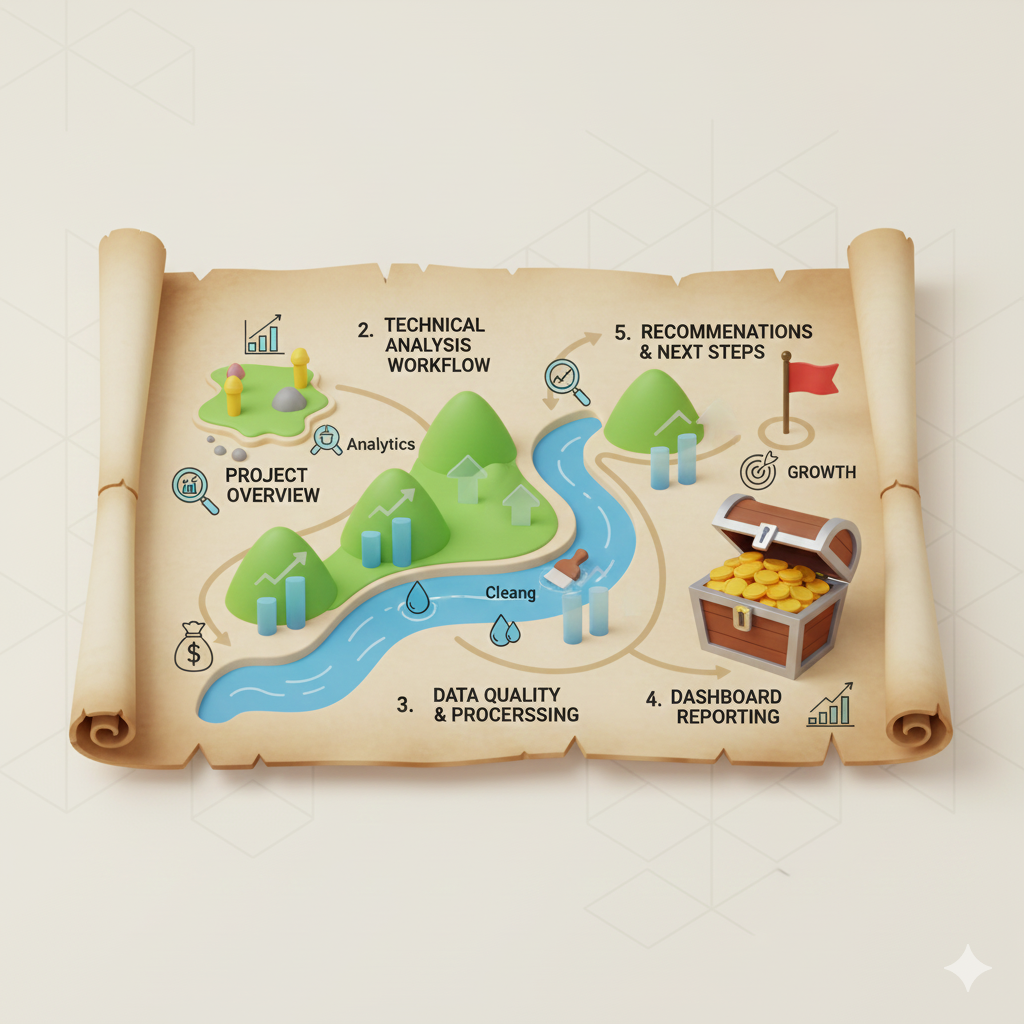 2. TECHNICAL
ANALYSIS
WORKFLOW
5. RECOMMENATIONS
& NEXT STEPS
Analytics
PROJECT
OVERVIEW
GROWTH
$
Cleang
3. DATA QUALITY
& PROCERSSING
4. DASHBOARD
REPORTING